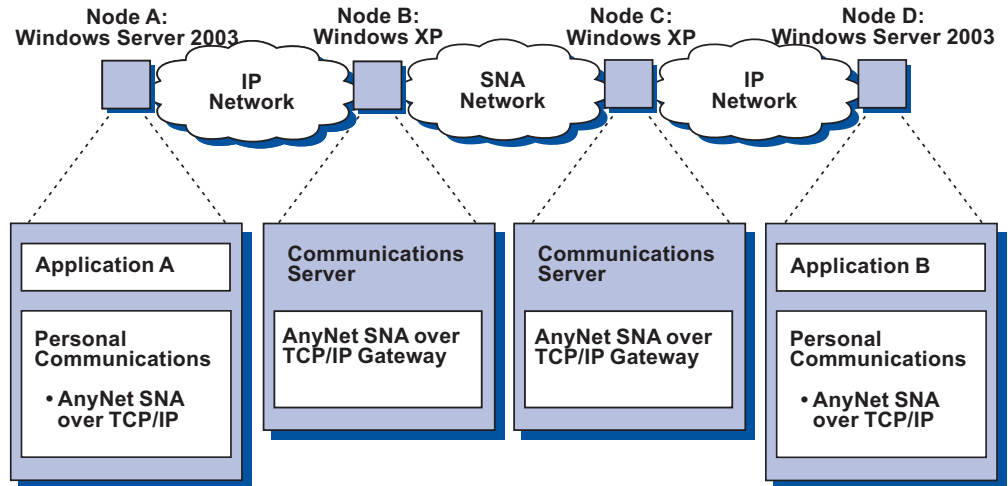 Node A:
Windows Server 2003
Node B:
Windows XP
Node C:
Windows XP
Node D:
Windows Server 2003
IP
Network
SNA
Network
IP
Network
Application A
Personal
Communications
• AnyNet SNA
over TCP/IP
Communications
Server
AnyNet SNA over
TCP/IP Gateway
Communications
Server
AnyNet SNA over
TCP/IP Gateway
Application B
Personal
Communications
• AnyNet SNA
over TCP/IP